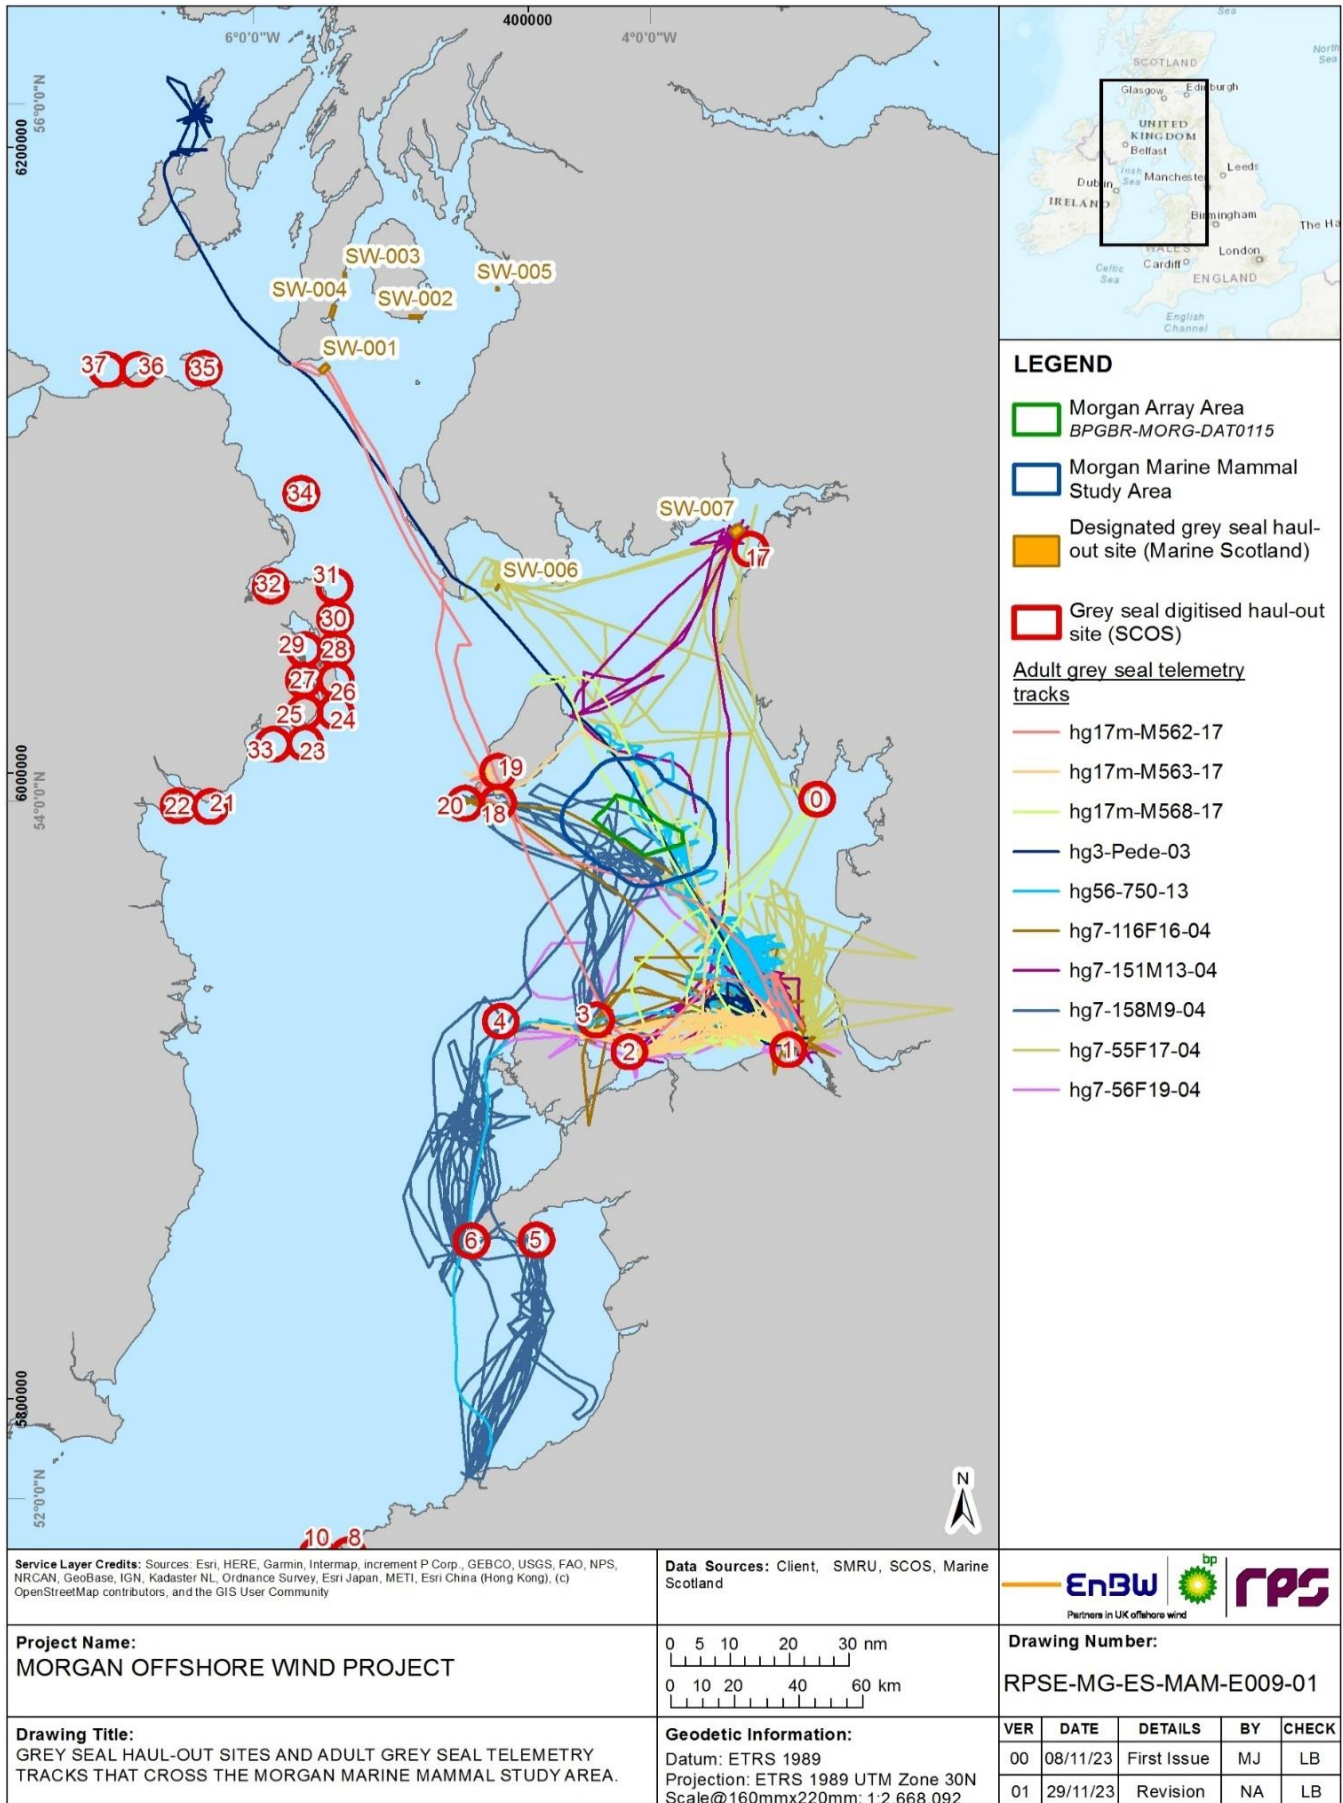 400000
6°0'0"W
4°0'0"W
56°0'0"N
6200000
SW-003
SW-005
SW-004
SW-002
SW-001
37
36
35
34
SW-007
17
SW-006
32
31
30
29
28
27
26
25
24
33
23
22
21
6000000
54°0'0"N
19
20
18
0
4
3
2
1
6
5
5800000
52°0'0"N
10
8
N
Sea
North
Sea
SCOTLAND
Glasgow
Edinburgh
UNITED
KINGDOM
Belfast
Irish
Sea
Leeds
Manchester
Dublin
IRELAND
Birmingham
The Ha
WALES
London
Cardiff
Celtic
Sea
ENGLAND
English
Channel
LEGEND
Morgan Array Area
BPGBR-MORG-DAT0115
Morgan Marine Mammal
Study Area
Designated grey seal haul-
out site (Marine Scotland)
Grey seal digitised haul-out
site (SCOS)
Adult grey seal telemetry
tracks
hg17m-M562-17
hg17m-M563-17
hg17m-M568-17
hg3-Pede-03
hg56-750-13
hg7-116F16-04
hg7-151M13-04
hg7-158M9-04
hg7-55F17-04
hg7-56F19-04
Service Layer Credits: Sources: Esri, HERE, Garmin, Intermap, increment P Corp., GEBCO, USGS, FAO, NPS,
NRCAN, GeoBase, IGN, Kadaster NL, Ordnance Survey, Esri Japan, METI, Esri China (Hong Kong), (c)
OpenStreetMap contributors, and the GIS User Community
Data Sources: Client, SMRU, SCOS, Marine
Scotland
EnBW
bp
rps
Partners in UK offshore wind
Project Name:
MORGAN OFFSHORE WIND PROJECT
0 5 10 20 30 nm
0 10 20 40 60 km
Drawing Number:
RPSE-MG-ES-MAM-E009-01
Drawing Title:
GREY SEAL HAUL-OUT SITES AND ADULT GREY SEAL TELEMETRY
TRACKS THAT CROSS THE MORGAN MARINE MAMMAL STUDY AREA.
Geodetic Information:
Datum: ETRS 1989
Projection: ETRS 1989 UTM Zone 30N
Scale@160mmx220mm: 1:2,668,092
VER DATE DETAILS BY CHECK
00 08/11/23 First Issue MJ LB
01 29/11/23 Revision NA LB